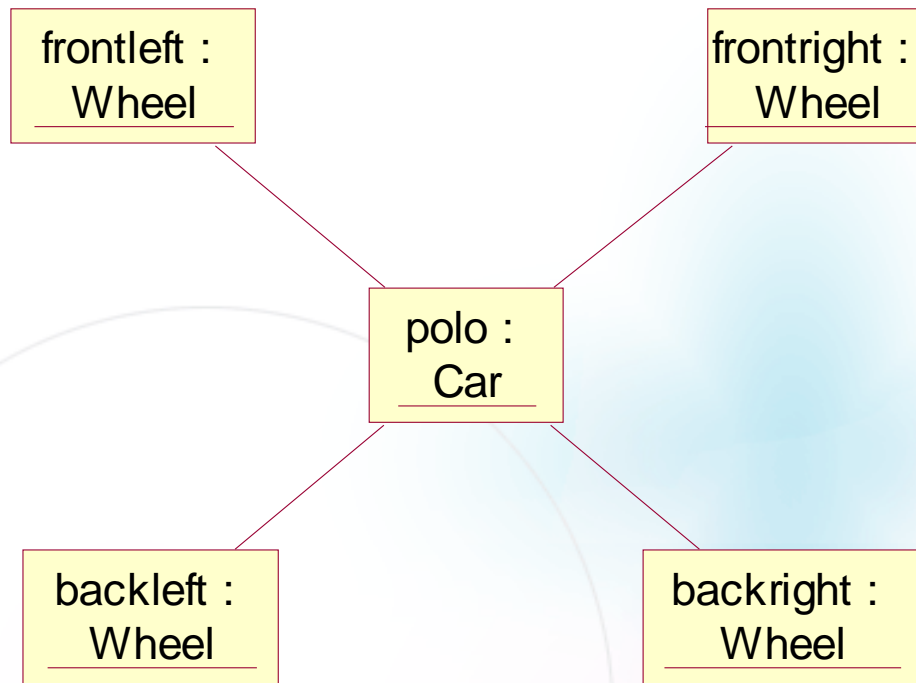 frontleft :
Wheel
frontright :
Wheel
polo :
Car
backleft :
Wheel
backright :
Wheel